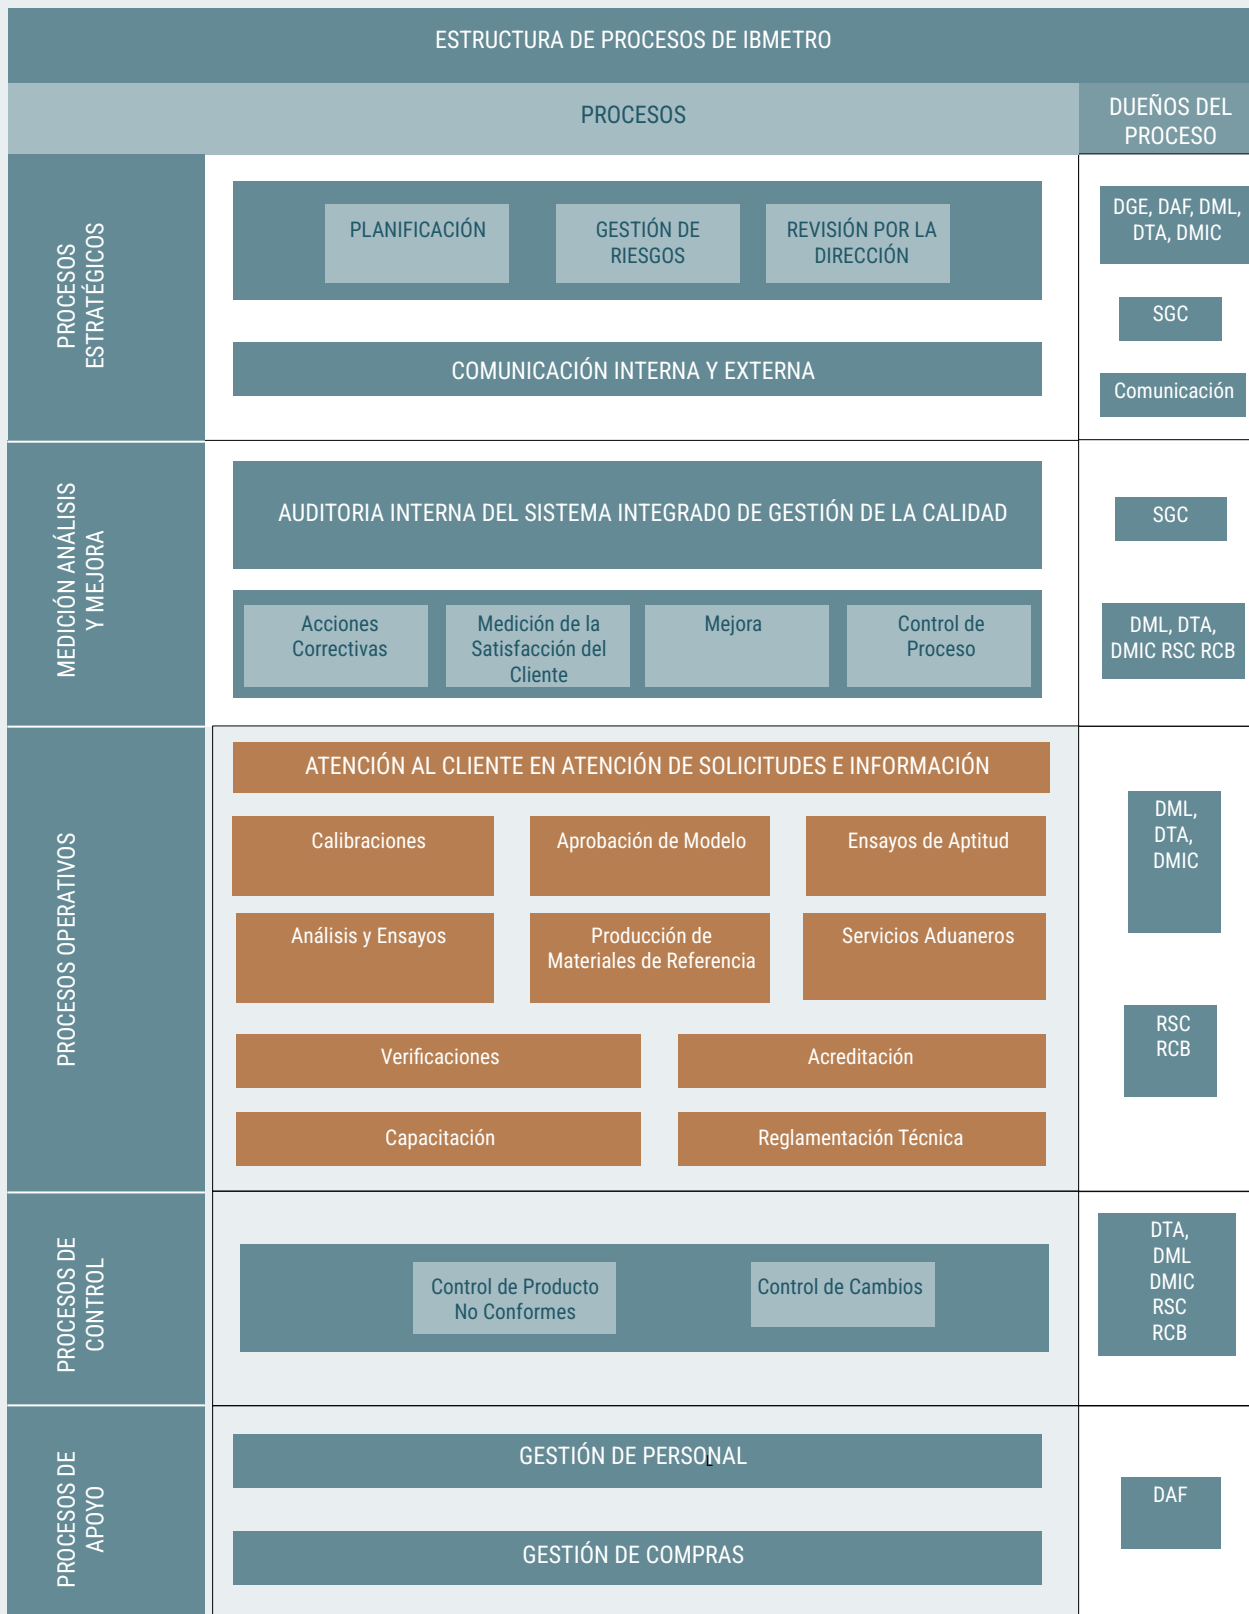 ESTRUCTURA DE PROCESOS DE IBMETRO
PROCESOS
DUEÑOS DEL
PROCESO
PROCESOS
ESTRATÉGICOS
PLANIFICACIÓN
GESTIÓN DE
RIESGOS
REVISIÓN POR LA
DIRECCIÓN
COMUNICACIÓN INTERNA Y EXTERNA
DGE, DAF, DML,
DTA, DMIC
SGC
Comunicación
MEDICIÓN ANÁLISIS
Y MEJORA
AUDITORIA INTERNA DEL SISTEMA INTEGRADO DE GESTIÓN DE LA CALIDAD
Acciones
Correctivas
Medición de la
Satisfacción del
Cliente
Mejora
Control de
Proceso
SGC
DML, DTA,
DMIC RSC RCB
PROCESOS OPERATIVOS
ATENCIÓN AL CLIENTE EN ATENCIÓN DE SOLICITUDES E INFORMACIÓN
Calibraciones
Aprobación de Modelo
Ensayos de Aptitud
Análisis y Ensayos
Producción de
Materiales de Referencia
Servicios Aduaneros
Verificaciones
Acreditación
Capacitación
Reglamentación Técnica
DML,
DTA,
DMIC
RSC
RCB
PROCESOS DE
CONTROL
Control de Producto
No Conformes
Control de Cambios
DTA,
DML
DMIC
RSC
RCB
PROCESOS DE
APOYO
GESTIÓN DE PERSONAL
GESTIÓN DE COMPRAS
DAF